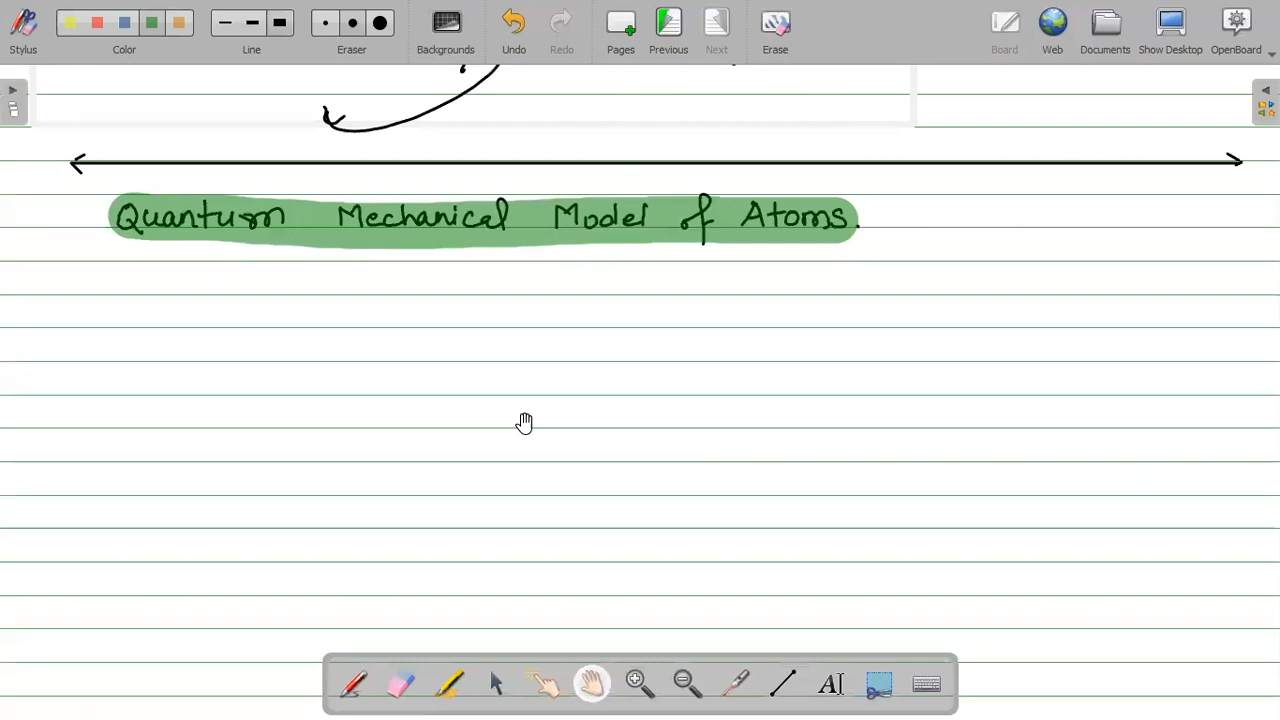 Stylus Color Line Eraser Backgrounds Undo Redo Pages Previous Next Erase Board Web Documents Show Desktop OpenBoard
Quantum Mechanical Model of Atoms.
AI